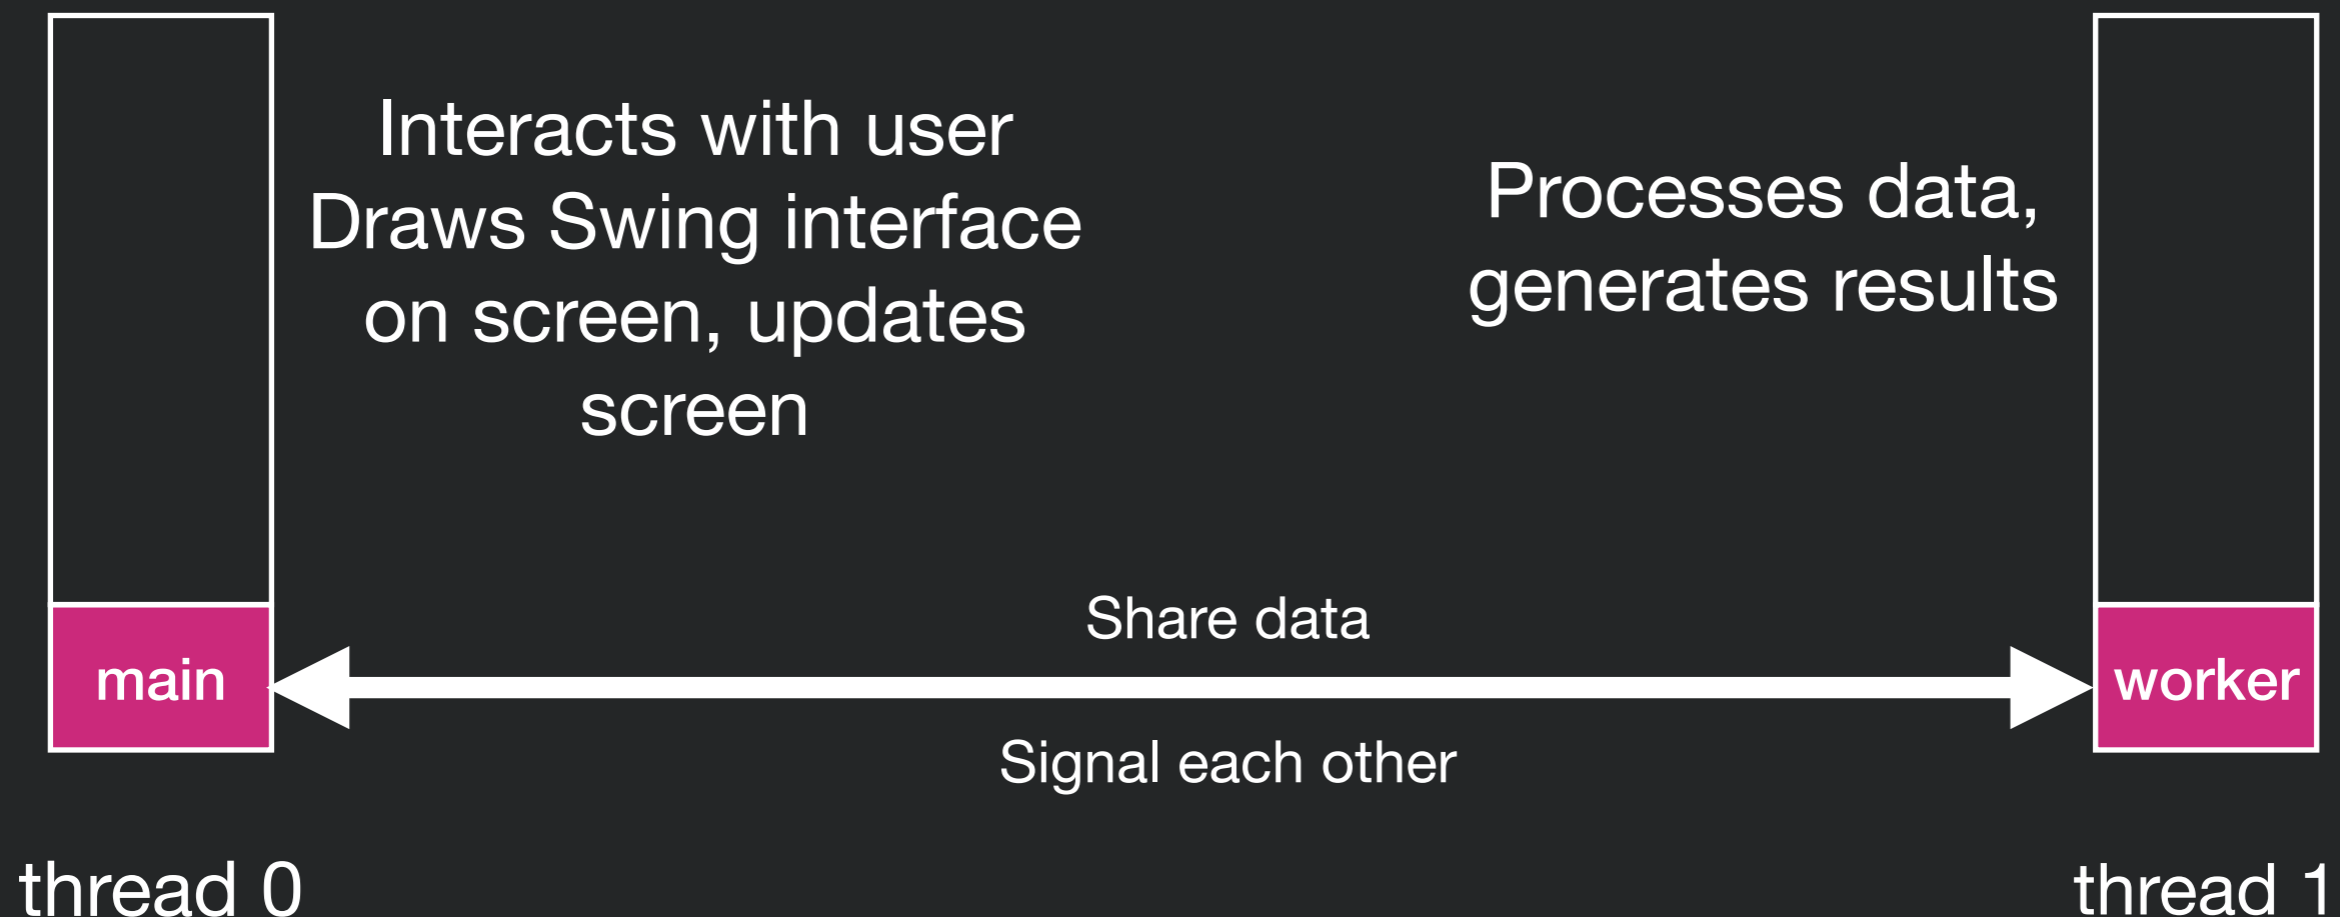 Interacts with user
Draws Swing interface
on screen, updates
screen
Processes data,
generates results
Share data
main
worker
Signal each other
thread 0
thread 1